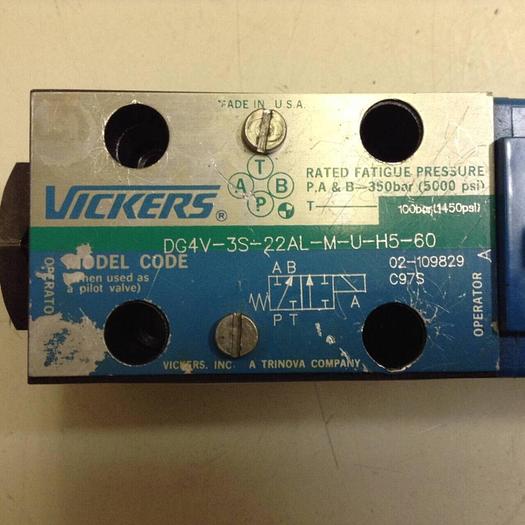 MADE IN U.S.A.
VICKERS®
T
A B
P
RATED FATIGUE PRESSURE
P,A & B-350bar (5000 psi)
T 100bar(1450psi)
DG4V-3S-22AL-M-U-H5-60
MODEL CODE
(when used as
a pilot valve)
02-109829
C97S
A B
A
P T
OPERATO
OPERATOR A
VICKERS, INC. A TRINOVA COMPANY